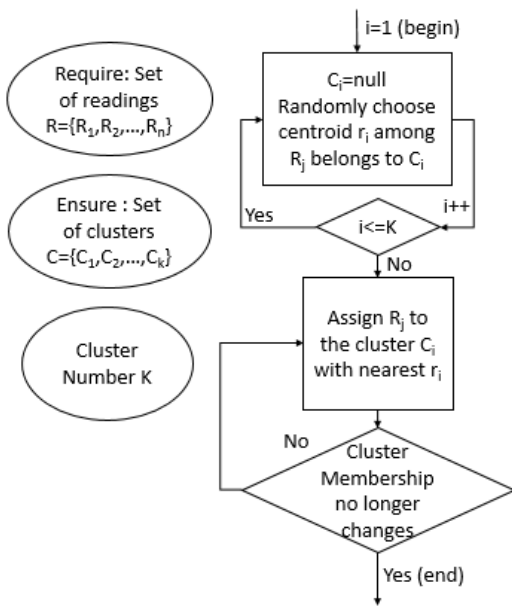 i=1 (begin)
Require: Set
of readings
R={R₁,R₂,...,Rₙ}
Cᵢ=null
Randomly choose
centroid rᵢ among
Rⱼ belongs to Cᵢ
Ensure : Set
of clusters
C={C₁,C₂,...,Cₖ}
Yes
i<=K
i++
No
Cluster
Number K
Assign Rⱼ to
the cluster Cᵢ
with nearest rᵢ
No
Cluster
Membership
no longer
changes
Yes (end)